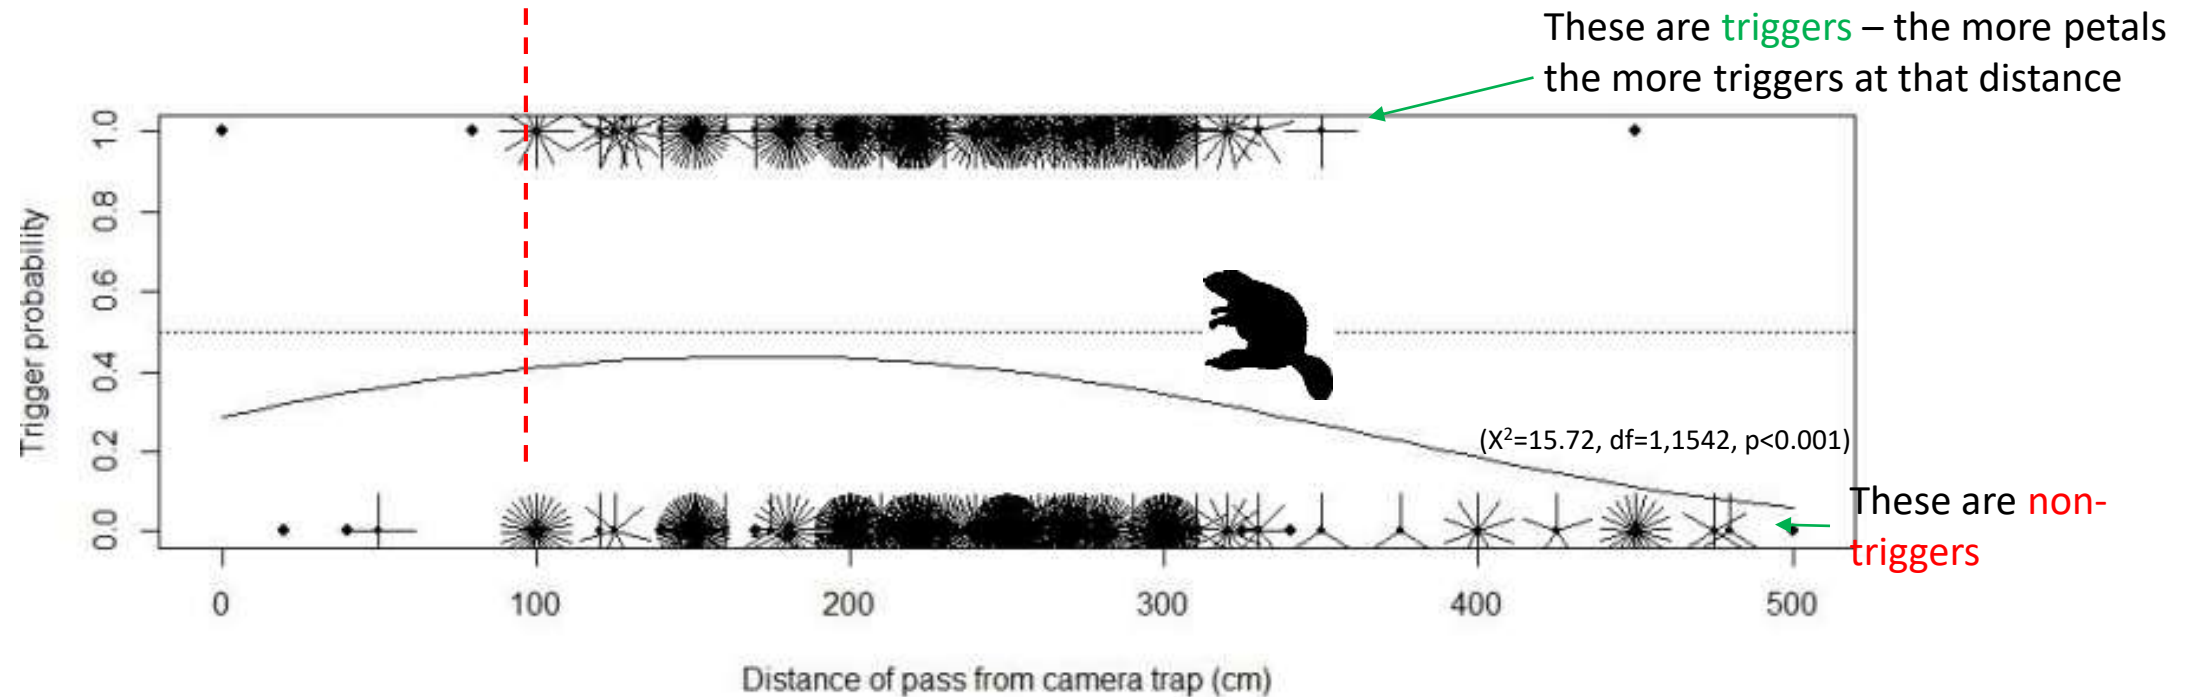 These are triggers – the more petals
the more triggers at that distance
Trigger probability
1.0
0.8
0.6
0.4
0.2
0.0
(X²=15.72, df=1,1542, p<0.001)
These are non-
triggers
0 100 200 300 400 500
Distance of pass from camera trap (cm)